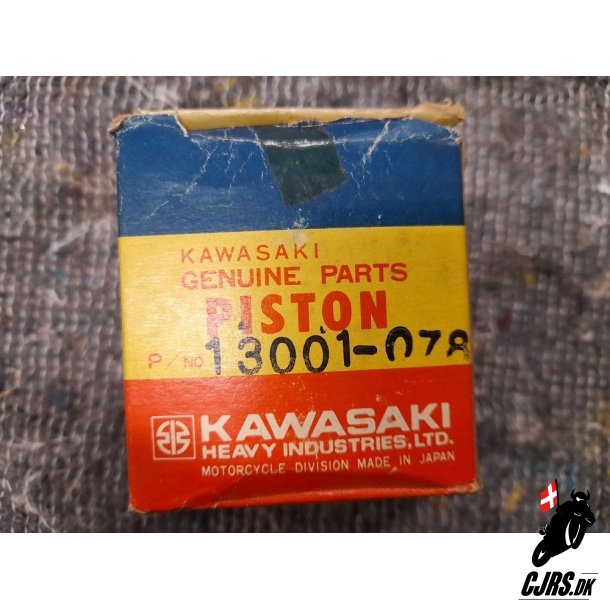 KAWASAKI
GENUINE PARTS
PISTON
P/NO 13001-078
KAWASAKI
HEAVY INDUSTRIES, LTD.
MOTORCYCLE DIVISION MADE IN JAPAN
CJRS.DK